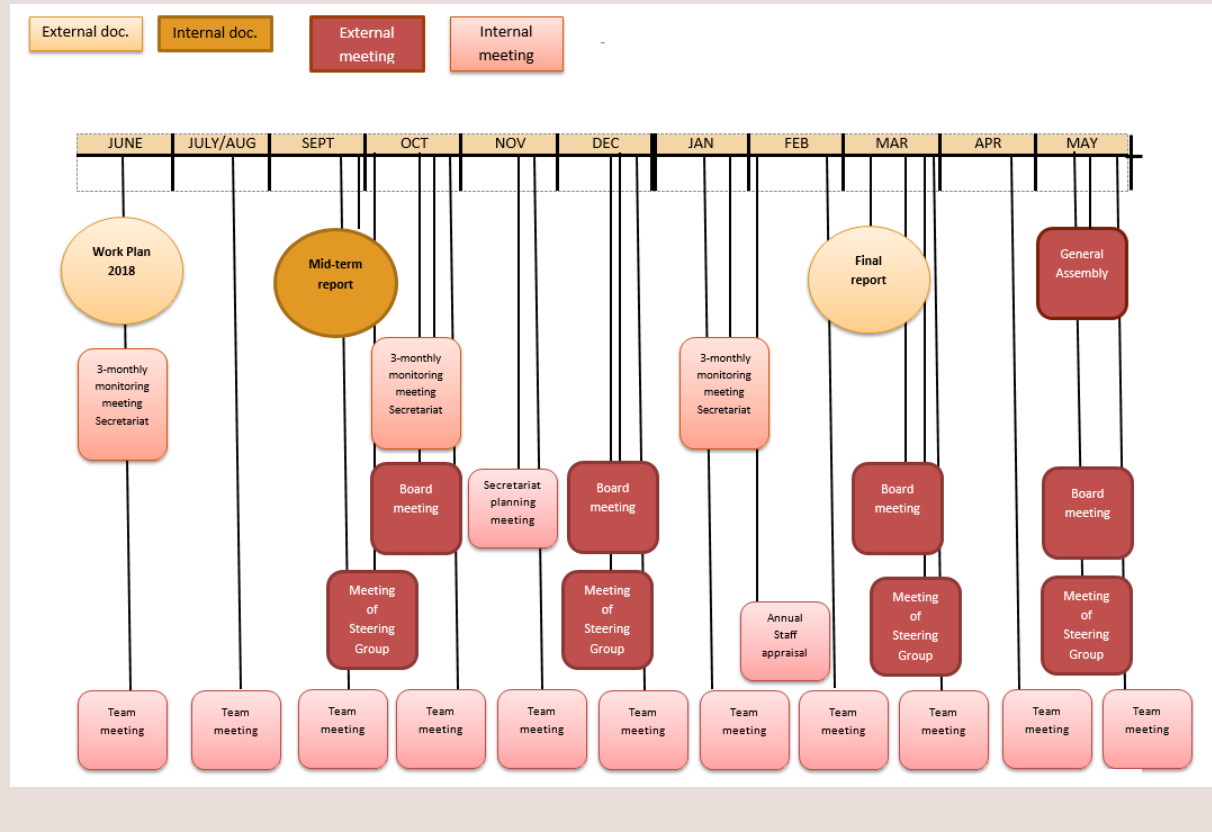 External doc.
Internal doc.
External
meeting
Internal
meeting
-
JUNE
JULY/AUG
SEPT
OCT
NOV
DEC
JAN
FEB
MAR
APR
MAY
Work Plan
2018
Mid-term
report
Final
report
General
Assembly
3-monthly
monitoring
meeting
Secretariat
3-monthly
monitoring
meeting
Secretariat
3-monthly
monitoring
meeting
Secretariat
Board
meeting
Secretariat
planning
meeting
Board
meeting
Board
meeting
Board
meeting
Meeting
of
Steering
Group
Meeting
of
Steering
Group
Annual
Staff
appraisal
Meeting
of
Steering
Group
Meeting
of
Steering
Group
Team
meeting
Team
meeting
Team
meeting
Team
meeting
Team
meeting
Team
meeting
Team
meeting
Team
meeting
Team
meeting
Team
meeting
Team
meeting